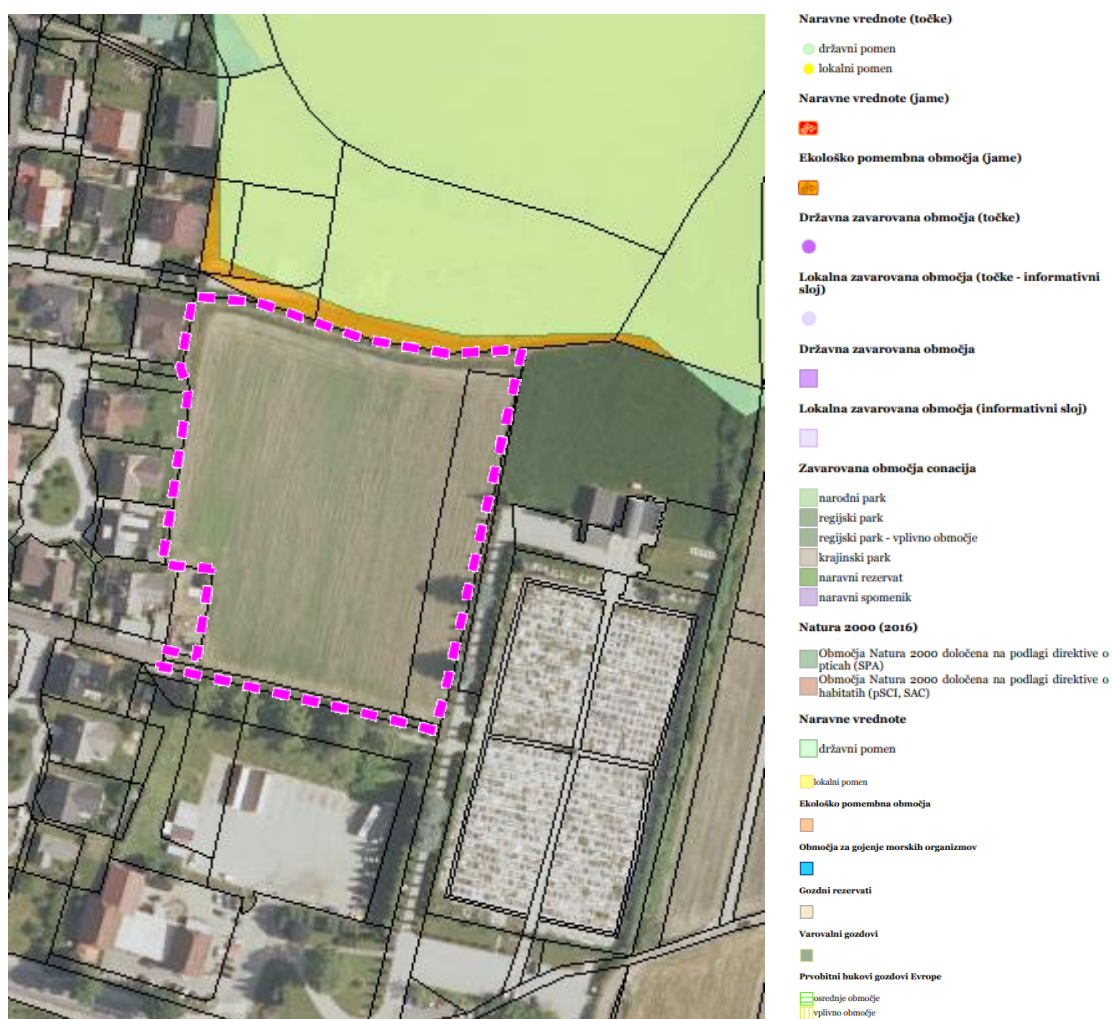 Naravne vrednote (točke)
državni pomen
lokalni pomen
Naravne vrednote (jame)
Ekološko pomembna območja (jame)
Državna zavarovana območja (točke)
Lokalna zavarovana območja (točke - informativni
sloj)
Državna zavarovana območja
Lokalna zavarovana območja (informativni sloj)
Zavarovana območja conacija
narodni park
regijski park
regijski park - vplivno območje
krajinski park
naravni rezervat
naravni spomenik
Natura 2000 (2016)
Območja Natura 2000 določena na podlagi direktive o
pticah (SPA)
Območja Natura 2000 določena na podlagi direktive o
habitatih (pSCI, SAC)
Naravne vrednote
državni pomen
lokalni pomen
Ekološko pomembna območja
Območja za gojenje morskih organizmov
Gozdni rezervati
Varovalni gozdovi
Prvobitni bukovi gozdovi Evrope
osrednje območje
vplivno območje